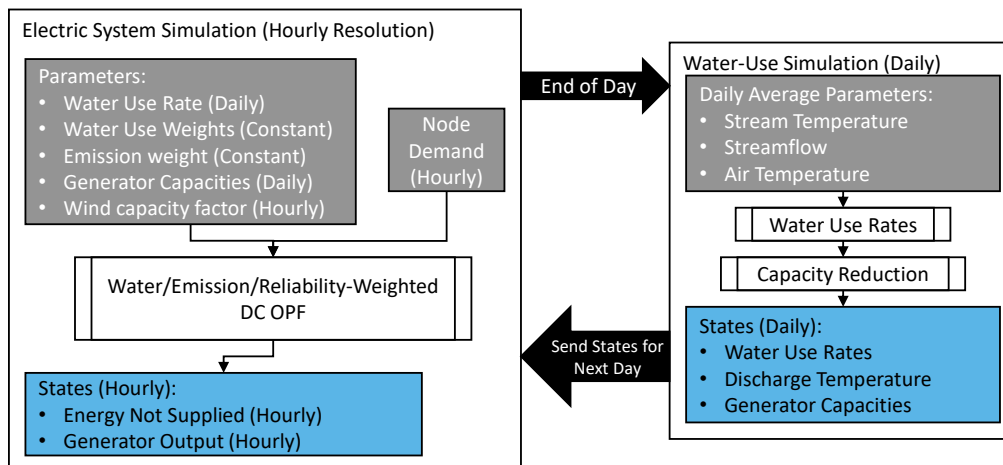 Electric System Simulation (Hourly Resolution)
Parameters:
• Water Use Rate (Daily)
• Water Use Weights (Constant)
• Emission weight (Constant)
• Generator Capacities (Daily)
• Wind capacity factor (Hourly)
Node
Demand
(Hourly)
Water/Emission/Reliability-Weighted
DC OPF
States (Hourly):
• Energy Not Supplied (Hourly)
• Generator Output (Hourly)
End of Day
Send States for
Next Day
Water-Use Simulation (Daily)
Daily Average Parameters:
• Stream Temperature
• Streamflow
• Air Temperature
Water Use Rates
Capacity Reduction
States (Daily):
• Water Use Rates
• Discharge Temperature
• Generator Capacities